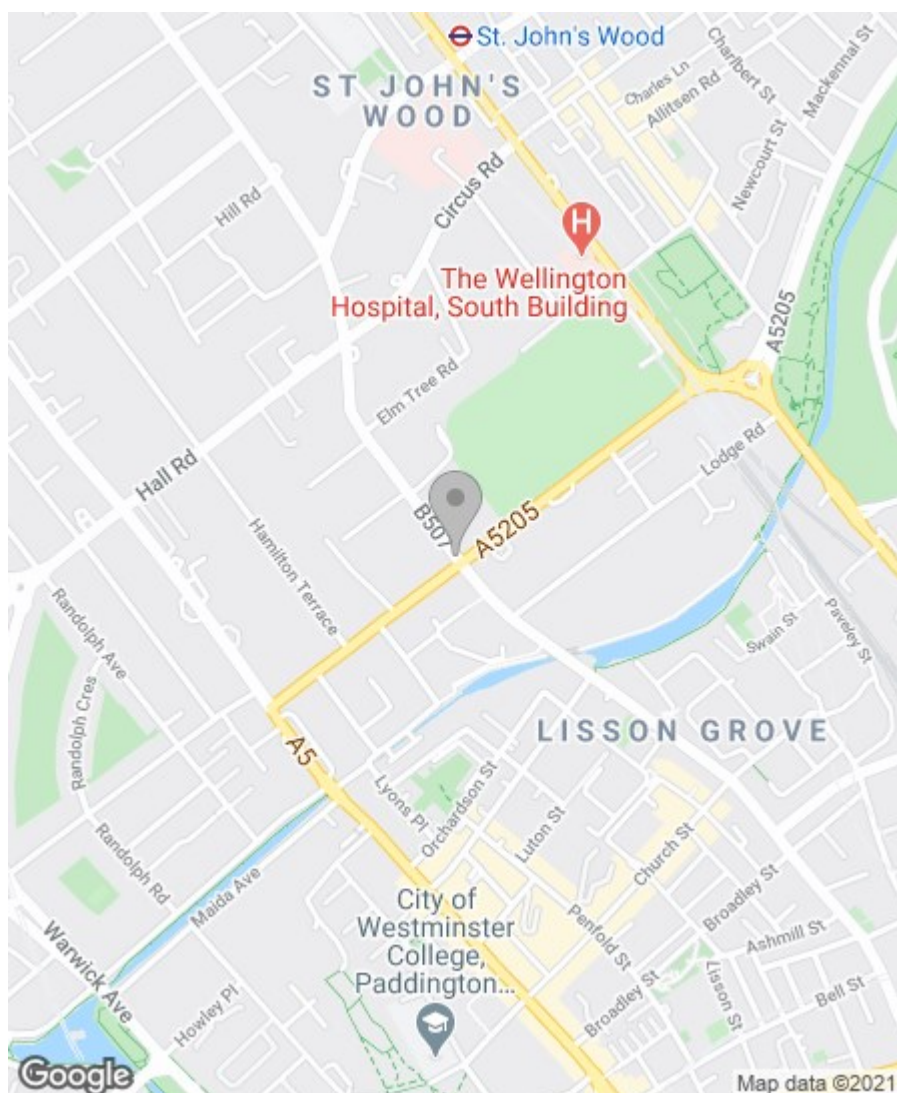 St. John's Wood
ST JOHN'S
WOOD
Charlbert St
Mackennal St
Charles Ln
Allitsen Rd
Newcourt St
Circus Rd
Hill Rd
H
The Wellington
Hospital, South Building
A5205
Elm Tree Rd
Lodge Rd
Hall Rd
B507
A5205
Hamilton Terrace
Randolph Ave
Paveley St
Swain St
Randolph Cres
LISSON GROVE
A5
Lyons Pl
Orchardson St
Luton St
Church St
Randolph Rd
Maida Ave
Broadley St
City of
Westminster
College,
Paddington...
Penfold St
Ashmill St
Warwick Ave
Broadley St
Lisson St
Bell St
Howley Pl
Google
Map data ©2021